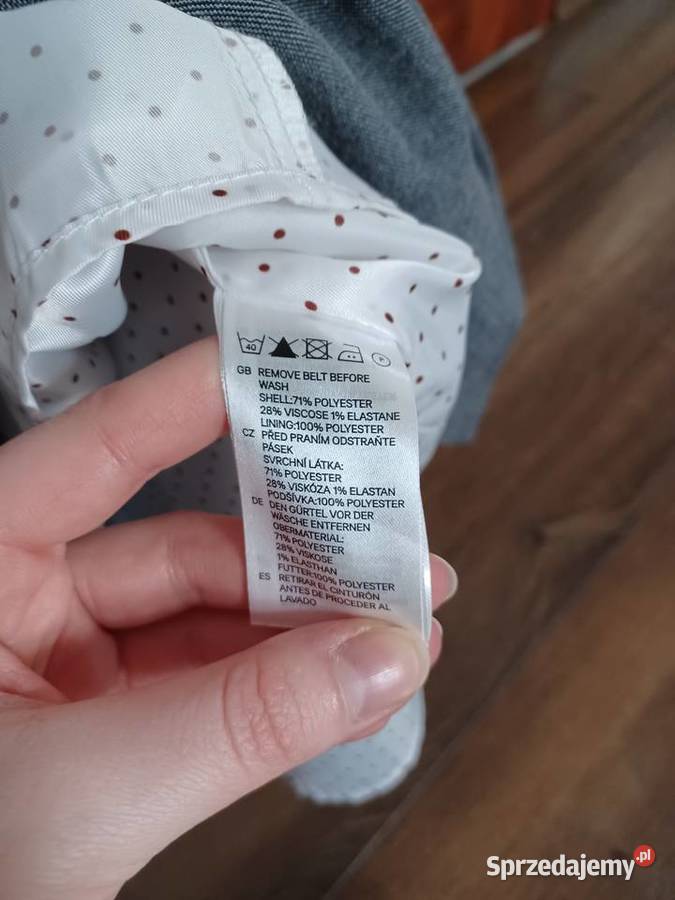 40
P
GB REMOVE BELT BEFORE
WASH
SHELL:71% POLYESTER
28% VISCOSE 1% ELASTANE
LINING:100% POLYESTER
CZ PŘED PRANÍM ODSTRAŇTE
PÁSEK
SVRCHNÍ LÁTKA:
71% POLYESTER
28% VISKÓZA 1% ELASTAN
PODŠÍVKA:100% POLYESTER
DE DEN GÜRTEL VOR DER
WÄSCHE ENTFERNEN
OBERMATERIAL:
71% POLYESTER
28% VISKOSE
1% ELASTHAN
FUTTER:100% POLYESTER
ES RETIRAR EL CINTURÓN
ANTES DE PROCEDER AL
LAVADO
Sprzedajemy.pl